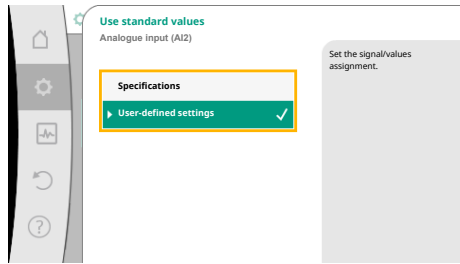 Use standard values
Analogue input (AI2)
Set the signal/values
assignment.
Specifications
User-defined settings
?